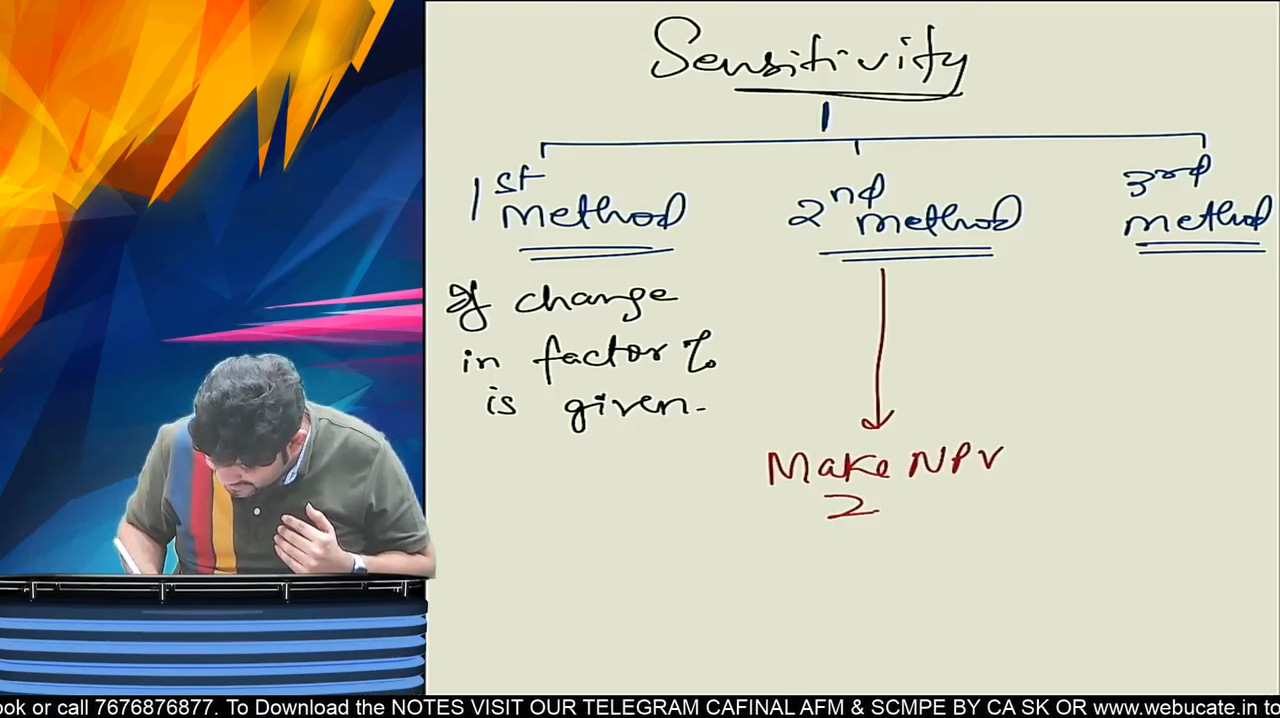 Sensitivity
1st method
2nd method
3rd method
If change
in factor %
is given.
Make NPV
ook or call 7676876877. To Download the NOTES VISIT OUR TELEGRAM CAFINAL AFM & SCMPE BY CA SK OR www.webucate.in to